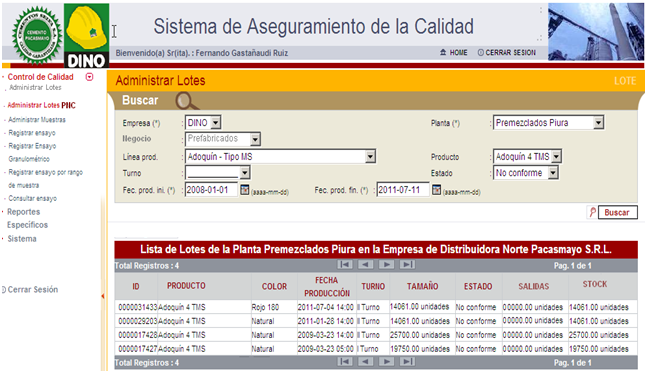 CEMENTO PACASMAYO
DINO
Sistema de Aseguramiento de la Calidad
Bienvenido(a) Sr(ita). : Fernando Gastañaudi Ruiz
HOME
CERRAR SESION
Control de Calidad
Administrar Lotes
Administrar Lotes PNC
Administrar Muestras
Registrar ensayo
Registrar Ensayo
Granulométrico
Registrar ensayo por rango
de muestra
Consultar ensayo
Reportes
Específicos
Sistema
Cerrar Sesión
Administrar Lotes
LOTE
Buscar
Empresa (*) : DINO
Planta (*) : Premezclados Piura
Negocio : Prefabricados
Línea prod. : Adoquín - Tipo MS
Producto : Adoquín 4 TMS
Turno :
Estado : No conforme
Fec. prod. ini. (*) : 2008-01-01 (aaaa-mm-dd)
Fec. prod. fin. (*) : 2011-07-11 (aaaa-mm-dd)
Buscar
Lista de Lotes de la Planta Premezclados Piura en la Empresa de Distribuidora Norte Pacasmayo S.R.L.
Total Registros : 4
Pag. 1 de 1
ID PRODUCTO COLOR FECHA PRODUCCIÓN TURNO TAMAÑO ESTADO SALIDAS STOCK
0000031433 Adoquín 4 TMS Rojo 180 2011-07-04 14:00 II Turno 14061.00 unidades No conforme 00000.00 unidades 14061.00 unidades
0000029203 Adoquín 4 TMS Natural 2011-01-26 14:00 II Turno 14061.00 unidades No conforme 00000.00 unidades 14061.00 unidades
0000017428 Adoquín 4 TMS Natural 2009-03-23 14:00 II Turno 25700.00 unidades No conforme 00000.00 unidades 25700.00 unidades
0000017427 Adoquín 4 TMS Natural 2009-03-23 05:00 I Turno 19750.00 unidades No conforme 00000.00 unidades 19750.00 unidades
Total Registros : 4
Pag. 1 de 1